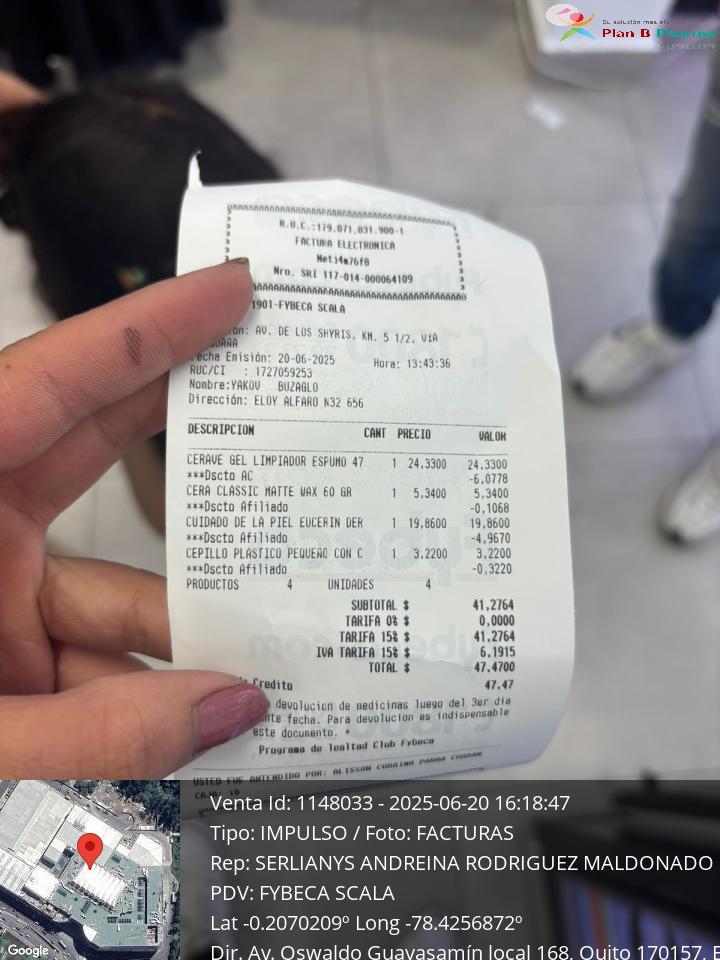 Su solución más efectiva
Plan B Pharma
R.U.C.:179.071.031.900-1
FACTURA ELECTRONICA
Nro. SRI 117-014-000064109
1901-FYBECA SCALA
AV. DE LOS SHYRIS, KM. 5 1/2, VIA
Fecha Emisión: 20-06-2025 Hora: 13:43:36
RUC/CI : 1727059253
Nombre:YAKOV BUZAGLO
Dirección: ELOY ALFARO N32 656
DESCRIPCION CANT PRECIO VALOR
CERAVE GEL LIMPIADOR ESPUMO 47 1 24,3300 24,3300
***Dscto AC -6,0778
CERA CLASSIC MATTE WAX 60 GR 1 5,3400 5,3400
***Dscto Afiliado -0,1068
CUIDADO DE LA PIEL EUCERIN DER 1 19,8600 19,8600
***Dscto Afiliado -4,9670
CEPILLO PLASTICO PEQUEÑO CON C 1 3,2200 3,2200
***Dscto Afiliado -0.3220
PRODUCTOS 4 UNIDADES 4
SUBTOTAL $ 41,2764
TARIFA 0% $ 0,0000
TARIFA 15% $ 41,2764
IVA TARIFA 15% $ 6.1915
TOTAL $ 47.4700
Credito 47.47
devolucion de medicinas luego del 3er dia
fecha. Para devolucion es indispensable
este documento. *
Programa de lealtad Club Fybeca
USTED FUE ANTENDIDO POR: ALISSON CORAIMA PARRA
CAJA: 10
Venta Id: 1148033 - 2025-06-20 16:18:47
Tipo: IMPULSO / Foto: FACTURAS
Rep: SERLIANYS ANDREINA RODRIGUEZ MALDONADO
PDV: FYBECA SCALA
Lat -0.2070209º Long -78.4256872º
Dir. Av. Oswaldo Guayasamín local 168, Quito 170157, E
Google